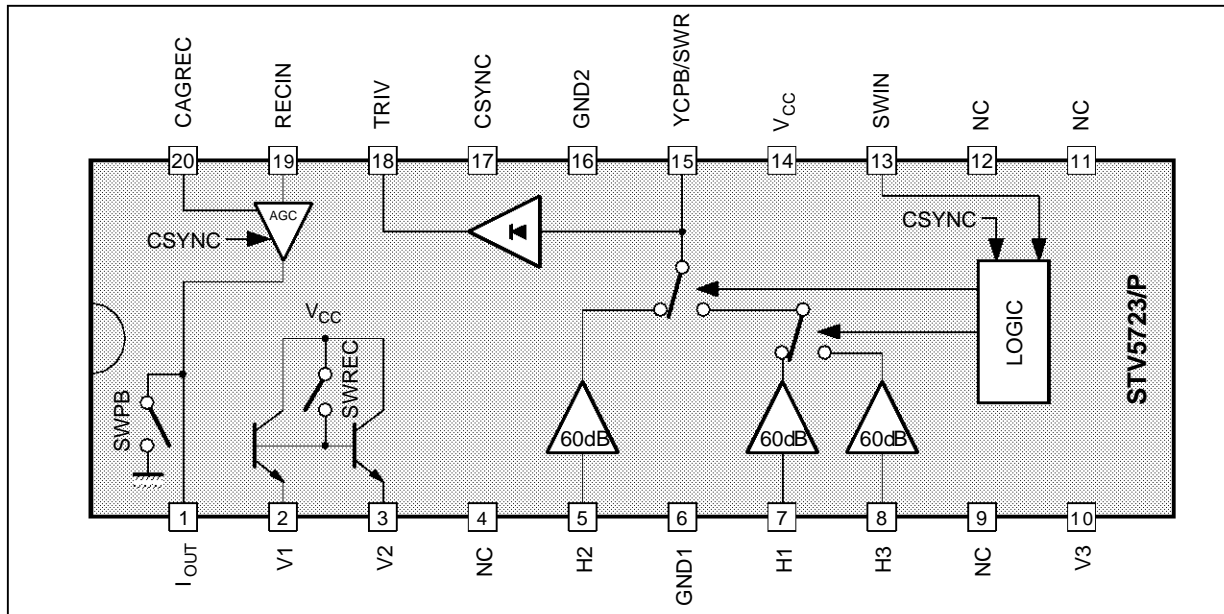 CAGREC
RECIN
TRIV
CSYNC
GND2
YCPB/SWR
VCC
SWIN
NC
NC
20
19
18
17
16
15
14
13
12
11
AGC
CSYNC
CSYNC
VCC
SWREC
SWPB
LOGIC
STV5723/P
60dB
60dB
60dB
1
2
3
4
5
6
7
8
9
10
IOUT
V1
V2
NC
H2
GND1
H1
H3
NC
V3